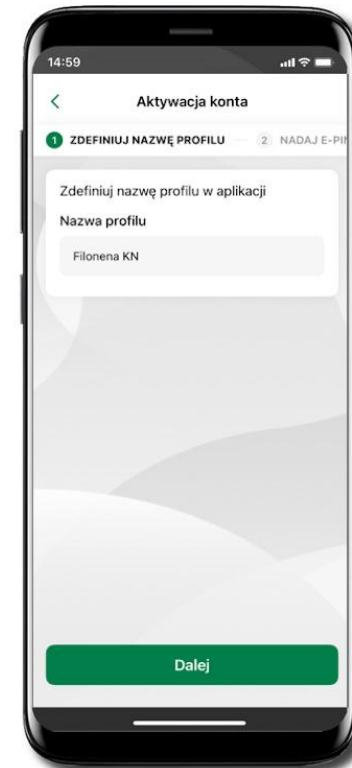 14:59
Aktywacja konta
1 ZDEFINIUJ NAZWĘ PROFILU 2 NADAJ E-PIN
Zdefiniuj nazwę profilu w aplikacji
Nazwa profilu
Filonena KN
Dalej